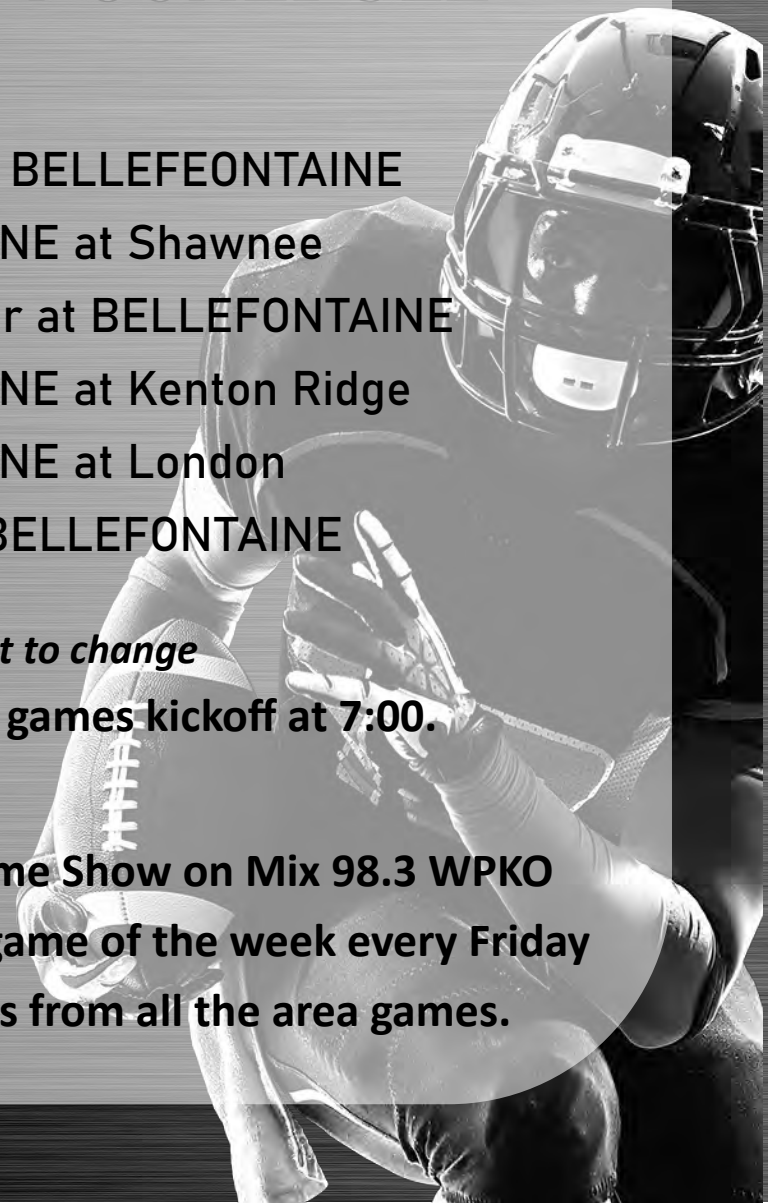 BELLEFEONTAINE
NE at Shawnee
r at BELLEFONTAINE
NE at Kenton Ridge
NE at London
BELLEFONTAINE
t to change
games kickoff at 7:00.
me Show on Mix 98.3 WPKO
game of the week every Friday
s from all the area games.